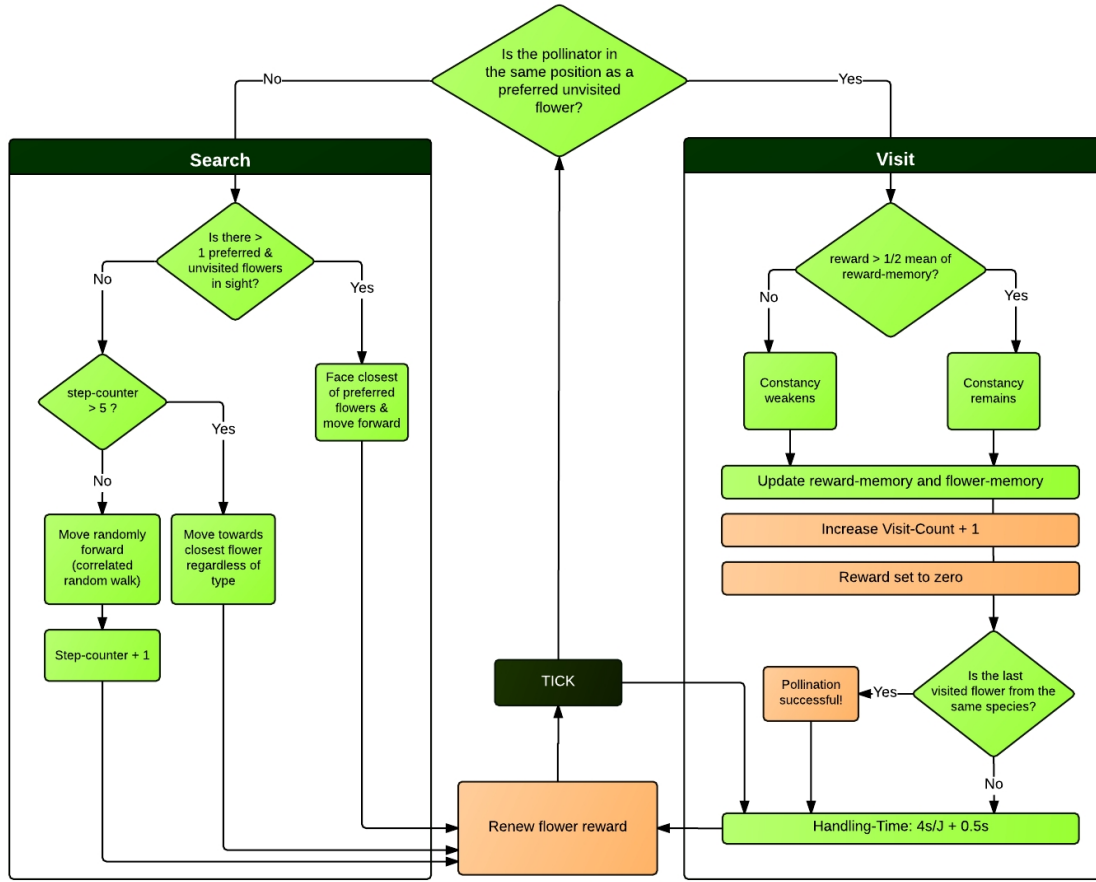 Is the pollinator in
the same position as a
preferred unvisited
flower?
No
Yes
Search
Is there >
1 preferred &
unvisited flowers
in sight?
No
Yes
step-counter
> 5 ?
Face closest
of preferred
flowers &
move forward
Yes
No
Move randomly
forward
(correlated
random walk)
Move towards
closest flower
regardless of
type
Step-counter + 1
Visit
reward > 1/2 mean of
reward-memory?
No
Yes
Constancy
weakens
Constancy
remains
Update reward-memory and flower-memory
Increase Visit-Count + 1
Reward set to zero
Is the last
visited flower from the
same species?
Yes
Pollination
successful!
No
Handling-Time: 4s/J + 0.5s
TICK
Renew flower reward